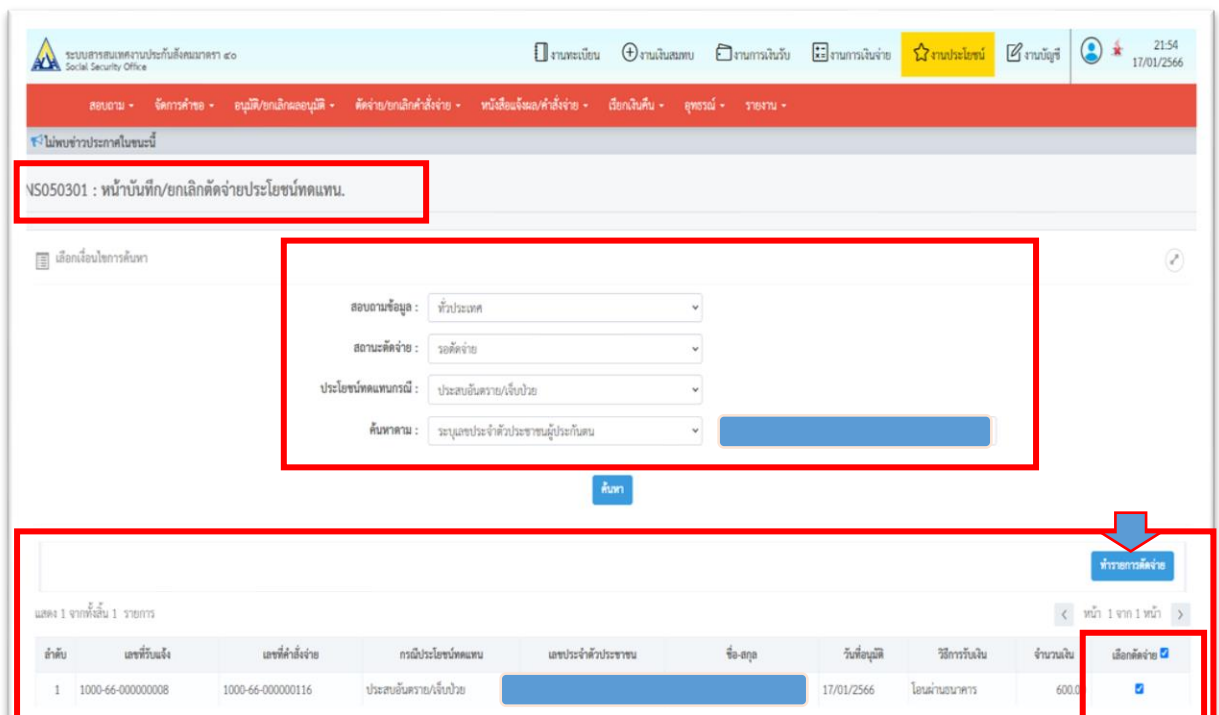 ระบบสารสนเทศงานประกันสังคมมาตรา ๔๐
Social Security Office
งานทะเบียน งานเงินสมทบ งานการเงินรับ งานการเงินจ่าย งานประโยชน์ งานบัญชี
21:54
17/01/2566
สอบถาม จัดการคำขอ อนุมัติ/ยกเลิกผลอนุมัติ ตัดจ่าย/ยกเลิกคำสั่งจ่าย หนังสือแจ้งผล/คำสั่งจ่าย เรียกเงินคืน อุทธรณ์ รายงาน
ไม่พบข่าวประกาศในขณะนี้
NS050301 : หน้าบันทึก/ยกเลิกตัดจ่ายประโยชน์ทดแทน.
เลือกเงื่อนไขการค้นหา
สอบถามข้อมูล : ทั่วประเทศ
สถานะตัดจ่าย : รอตัดจ่าย
ประโยชน์ทดแทนกรณี : ประสบอันตราย/เจ็บป่วย
ค้นหาตาม : ระบุเลขประจำตัวประชาชนผู้ประกันตน
ค้นหา
ทำรายการตัดจ่าย
แสดง 1 จากทั้งสิ้น 1 รายการ
หน้า 1 จาก 1 หน้า
ลำดับ เลขที่รับแจ้ง เลขที่คำสั่งจ่าย กรณีประโยชน์ทดแทน เลขประจำตัวประชาชน ชื่อ-สกุล วันที่อนุมัติ วิธีการรับเงิน จำนวนเงิน เลือกตัดจ่าย
1 1000-66-000000008 1000-66-000000116 ประสบอันตราย/เจ็บป่วย 17/01/2566 โอนผ่านธนาคาร 600.0